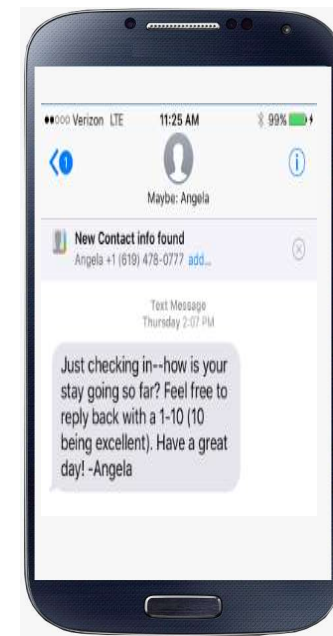 Verizon LTE 11:25 AM 99%
1
Maybe: Angela
New Contact info found
Angela +1 (619) 478-0777 add...
Text Message
Thursday 2:07 PM
Just checking in--how is your
stay going so far? Feel free to
reply back with a 1-10 (10
being excellent). Have a great
day! -Angela